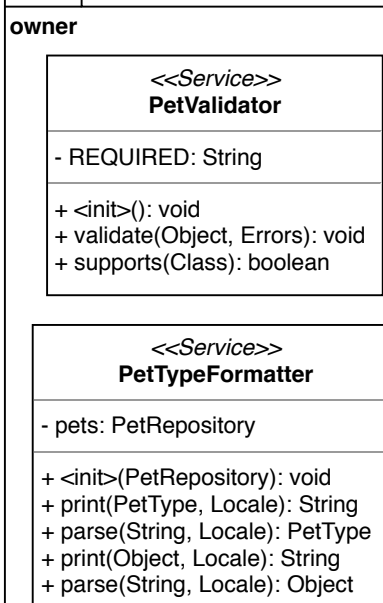 owner
<<Service>>
PetValidator
- REQUIRED: String
+ <init>(): void
+ validate(Object, Errors): void
+ supports(Class): boolean
<<Service>>
PetTypeFormatter
- pets: PetRepository
+ <init>(PetRepository): void
+ print(PetType, Locale): String
+ parse(String, Locale): PetType
+ print(Object, Locale): String
+ parse(String, Locale): Object